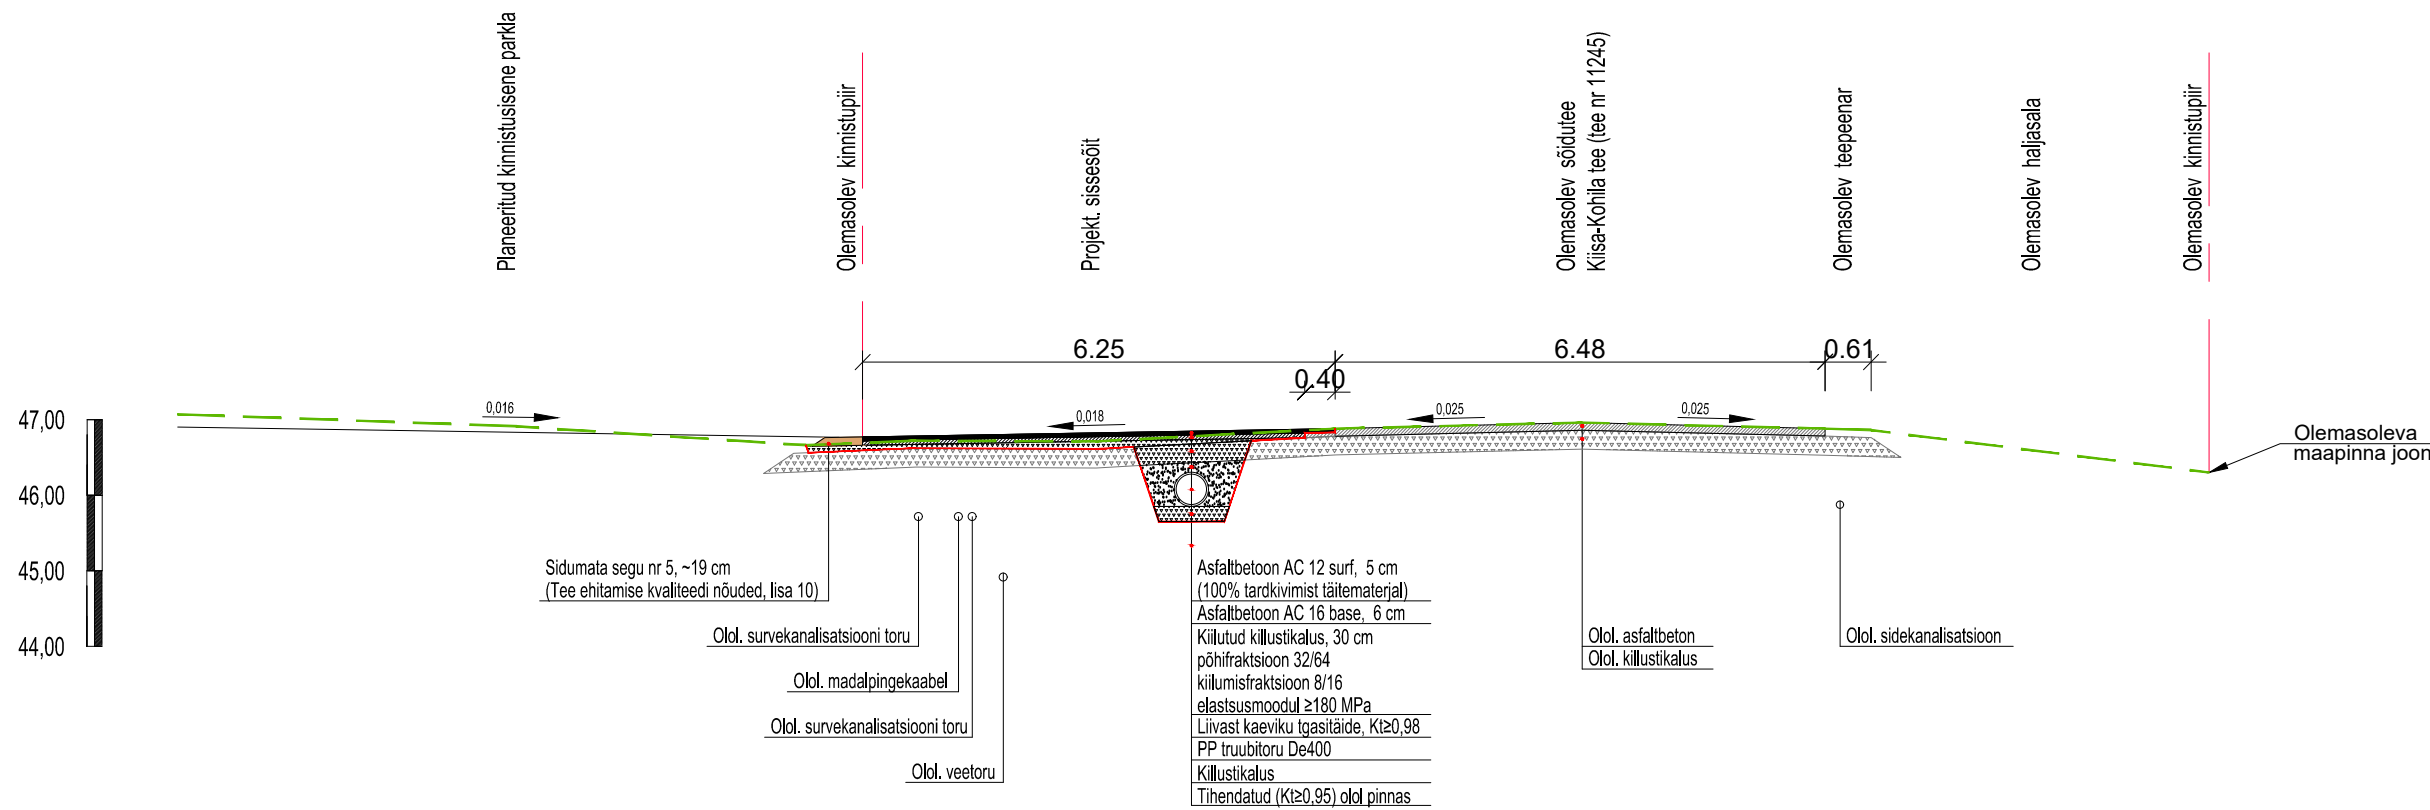 Planeeritud kinnistusisene parkla
Olemasolev kinnistupiir
Projekt. sissesõit
Olemasolev sõidutee
Kiisa-Kohila tee (tee nr 11245)
Olemasolev teepeenar
Olemasolev haljasala
Olemasolev kinnistupiir
6.25
6.48
0.61
0.40
0,016
0,018
0,025
0,025
47,00
46,00
45,00
44,00
Olemasoleva
maapinna joon
Sidumata segu nr 5, ~19 cm
(Tee ehitamise kvaliteedi nõuded, lisa 10)
Olol. survekanalisatsiooni toru
Olol. madalpingekaabel
Olol. survekanalisatsiooni toru
Olol. veetoru
Asfaltbetoon AC 12 surf, 5 cm
(100% tardkivimist täitematerjal)
Asfaltbetoon AC 16 base, 6 cm
Kiilutud killustikalus, 30 cm
põhifraktsioon 32/64
kiilumisfraktsioon 8/16
elastsusmoodul ≥180 MPa
Liivast kaeviku tgasitäide, Kt≥0,98
PP truubitoru De400
Killustikalus
Tihendatud (Kt≥0,95) olol pinnas
Olol. asfaltbeton
Olol. killustikalus
Olol. sidekanalisatsioon